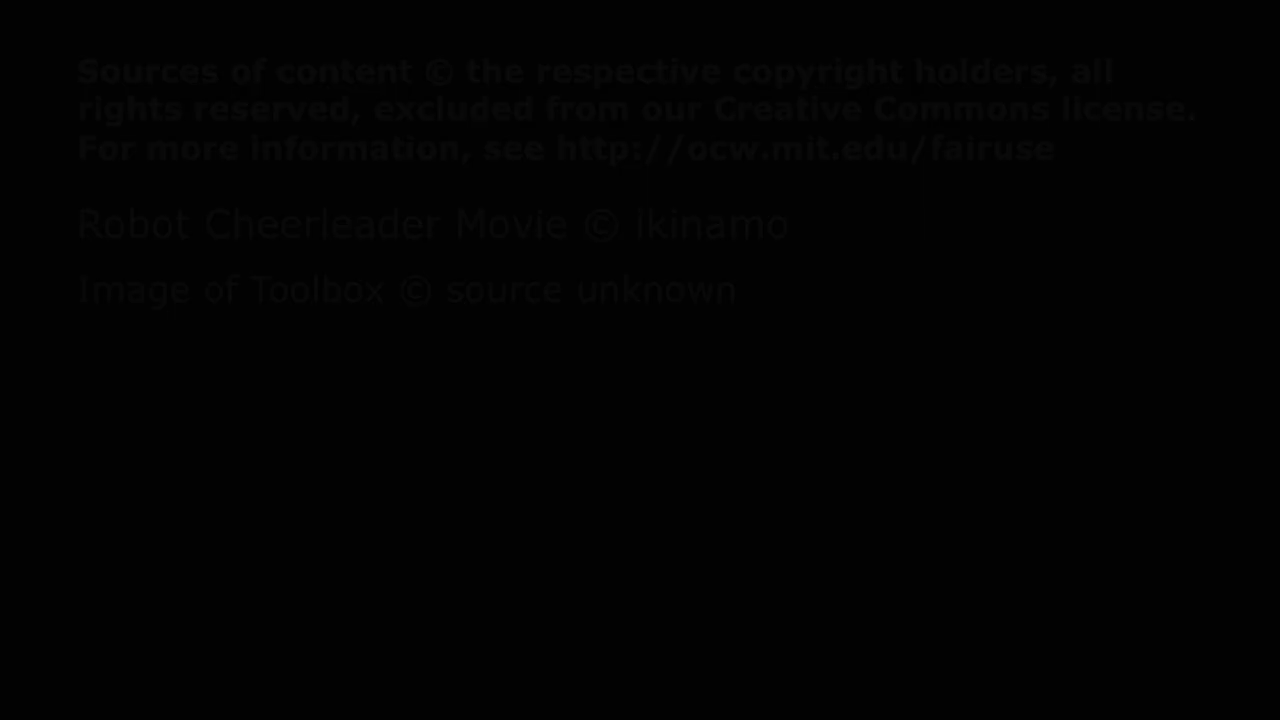 Sources of content © the respective copyright holders, all
rights reserved, excluded from our Creative Commons license.
For more information, see http://ocw.mit.edu/fairuse
Robot Cheerleader Movie © Ikinamo
Image of Toolbox © source unknown